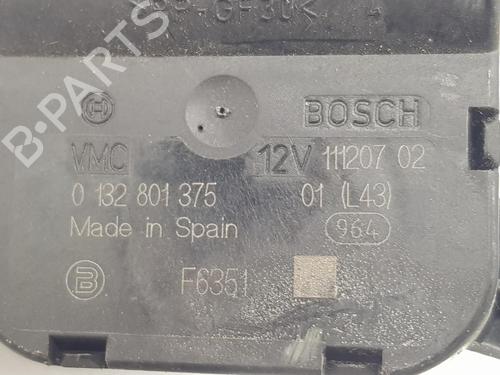 BOSCH
VMC 12V 111207 02
0 132 801 375 01 (L43)
Made in Spain 964
F6351
B-PARTS